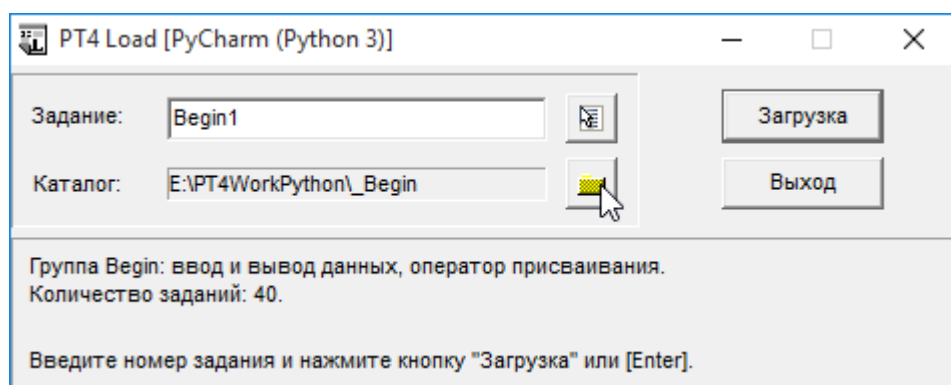 PT4 Load [PyCharm (Python 3)]
Задание:
Begin1
Загрузка
Каталог:
E:\PT4WorkPython\_Begin
Выход
Группа Begin: ввод и вывод данных, оператор присваивания.
Количество заданий: 40.
Введите номер задания и нажмите кнопку "Загрузка" или [Enter].